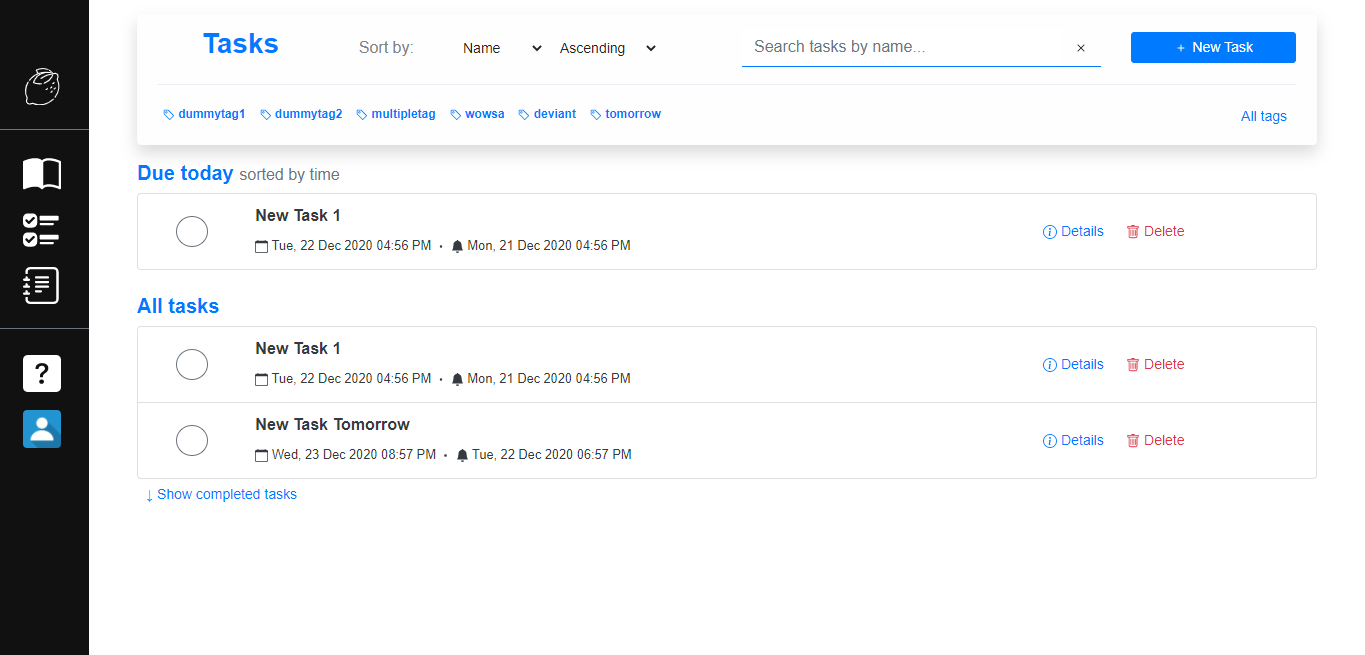 Tasks Sort by: Name Ascending Search tasks by name... × + New Task
dummytag1 dummytag2 multipletag wowsa deviant tomorrow All tags
Due today sorted by time
New Task 1
Tue, 22 Dec 2020 04:56 PM • Mon, 21 Dec 2020 04:56 PM
Details Delete
All tasks
New Task 1
Tue, 22 Dec 2020 04:56 PM • Mon, 21 Dec 2020 04:56 PM
Details Delete
New Task Tomorrow
Wed, 23 Dec 2020 08:57 PM • Tue, 22 Dec 2020 06:57 PM
Details Delete
↓ Show completed tasks
?